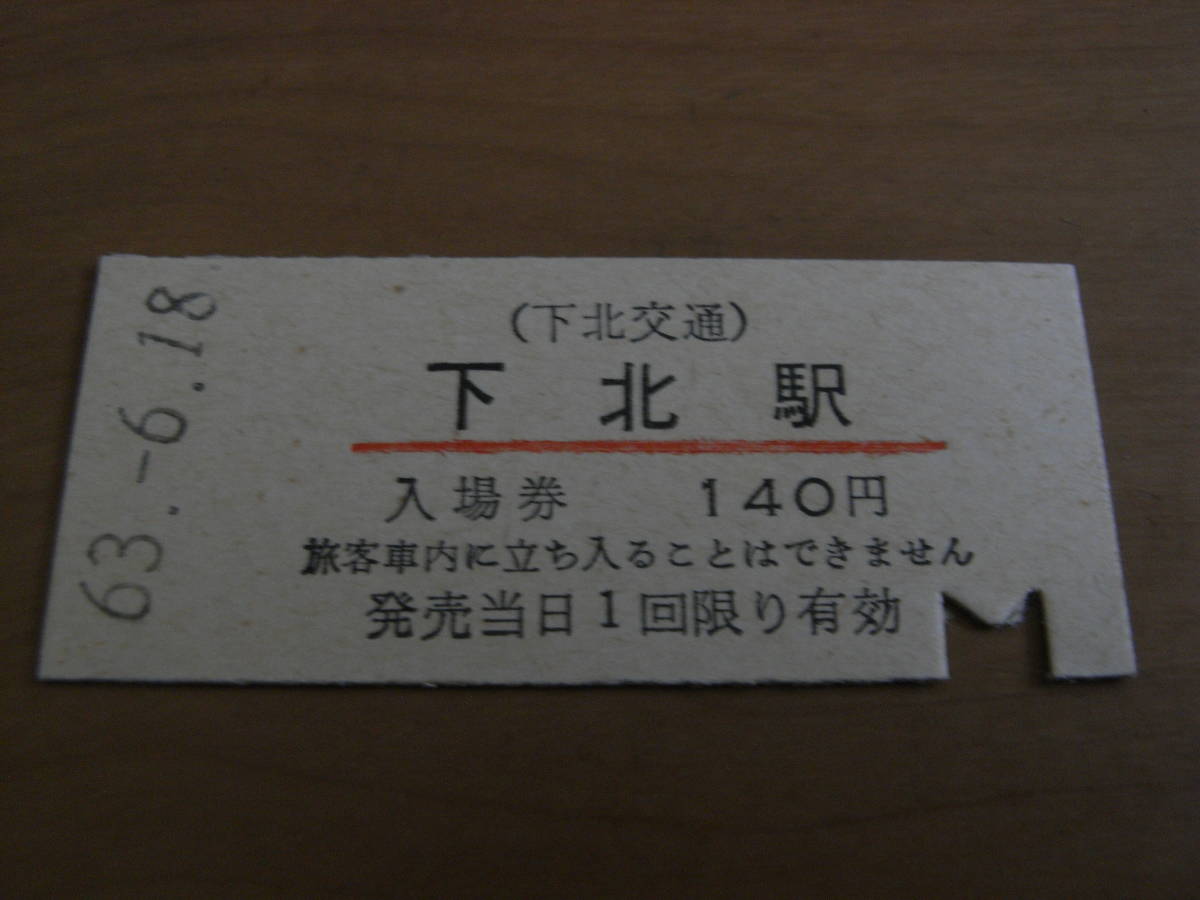 63.-6.18
（下北交通）
下北駅
入場券 140円
旅客車内に立ち入ることはできません
発売当日1回限り有効